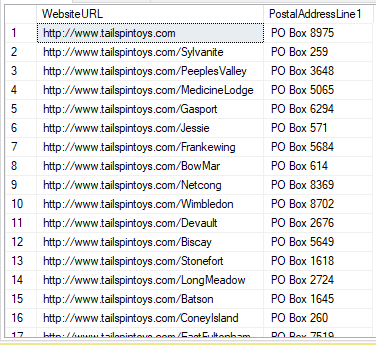 WebsiteURL PostalAddressLine1
1 http://www.tailspintoys.com PO Box 8975
2 http://www.tailspintoys.com/Sylvanite PO Box 259
3 http://www.tailspintoys.com/PeeplesValley PO Box 3648
4 http://www.tailspintoys.com/MedicineLodge PO Box 5065
5 http://www.tailspintoys.com/Gasport PO Box 6294
6 http://www.tailspintoys.com/Jessie PO Box 571
7 http://www.tailspintoys.com/Frankewing PO Box 5684
8 http://www.tailspintoys.com/BowMar PO Box 614
9 http://www.tailspintoys.com/Netcong PO Box 8369
10 http://www.tailspintoys.com/Wimbledon PO Box 8702
11 http://www.tailspintoys.com/Devault PO Box 2676
12 http://www.tailspintoys.com/Biscay PO Box 5649
13 http://www.tailspintoys.com/Stonefort PO Box 1618
14 http://www.tailspintoys.com/LongMeadow PO Box 2724
15 http://www.tailspintoys.com/Batson PO Box 1645
16 http://www.tailspintoys.com/ConeyIsland PO Box 260
17 http://www.tailspintoys.com/EastFultonham PO Box 7519